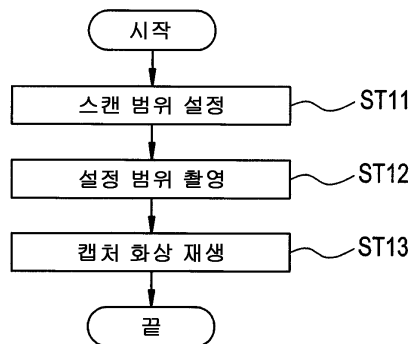 시작
스캔 범위 설정 ST11
설정 범위 촬영 ST12
캡처 화상 재생 ST13
끝